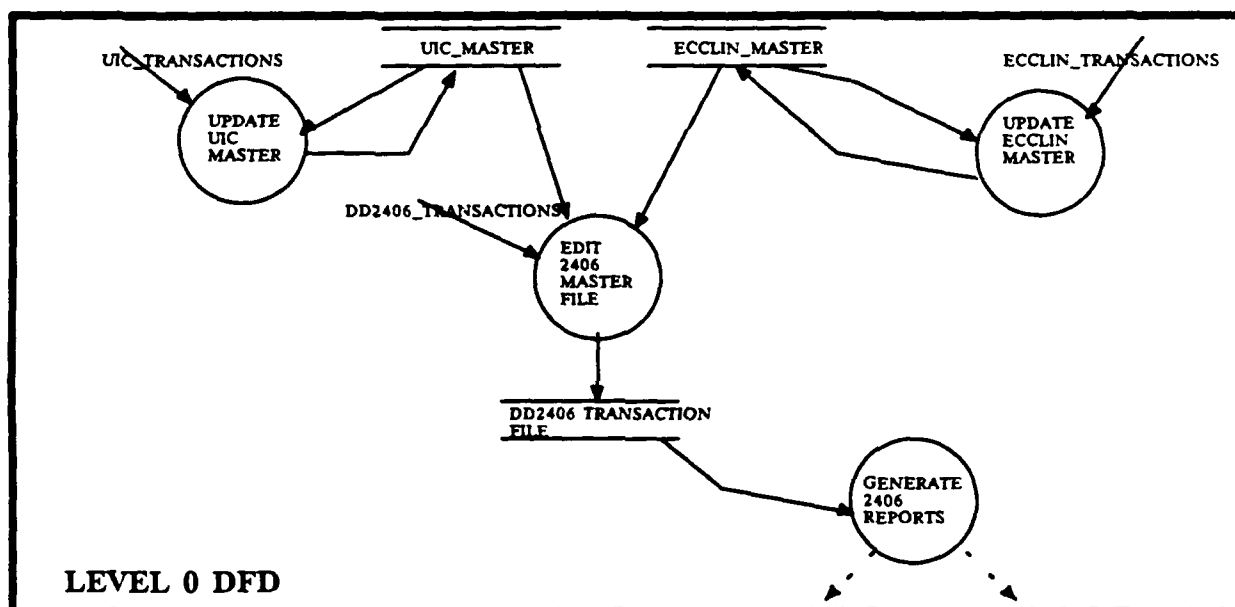 UIC_MASTER
ECCLIN_MASTER
UIC_TRANSACTIONS
ECCLIN_TRANSACTIONS
UPDATE
UIC
MASTER
UPDATE
ECCLIN
MASTER
DD2406_TRANSACTIONS
EDIT
2406
MASTER
FILE
DD2406 TRANSACTION
FILE
GENERATE
2406
REPORTS
LEVEL 0 DFD